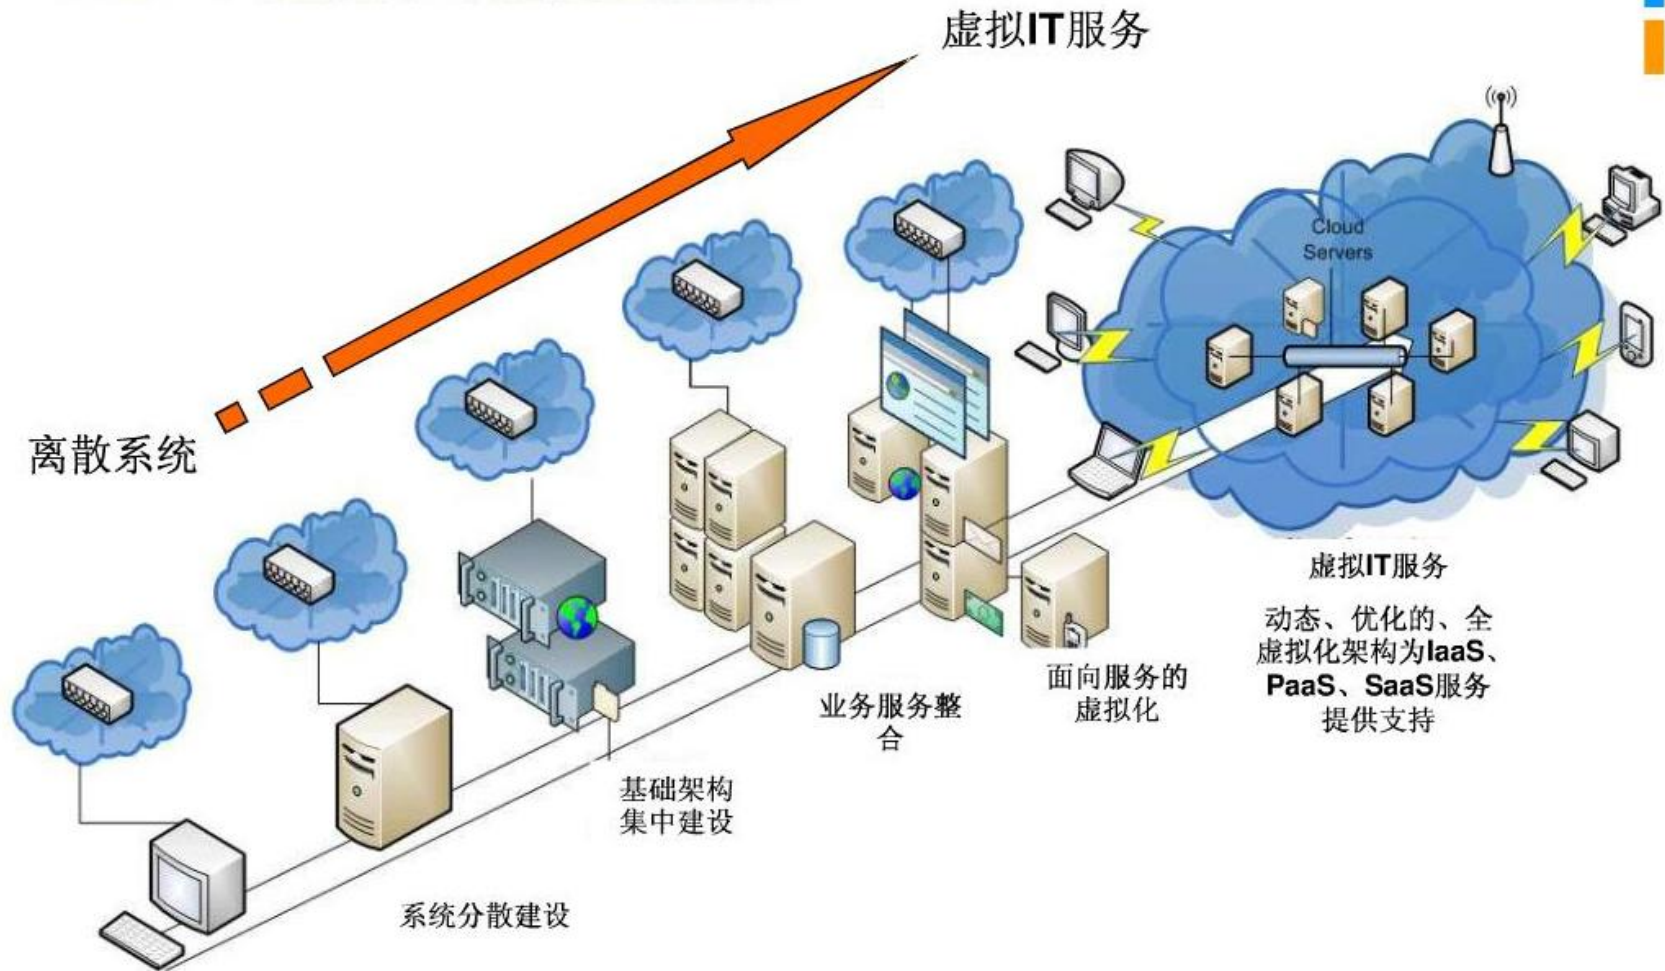 虚拟IT服务
离散系统
Cloud
Servers
系统分散建设
基础架构
集中建设
业务服务整
合
面向服务的
虚拟化
虚拟IT服务
动态、优化的、全
虚拟化架构为IaaS、
PaaS、SaaS服务
提供支持